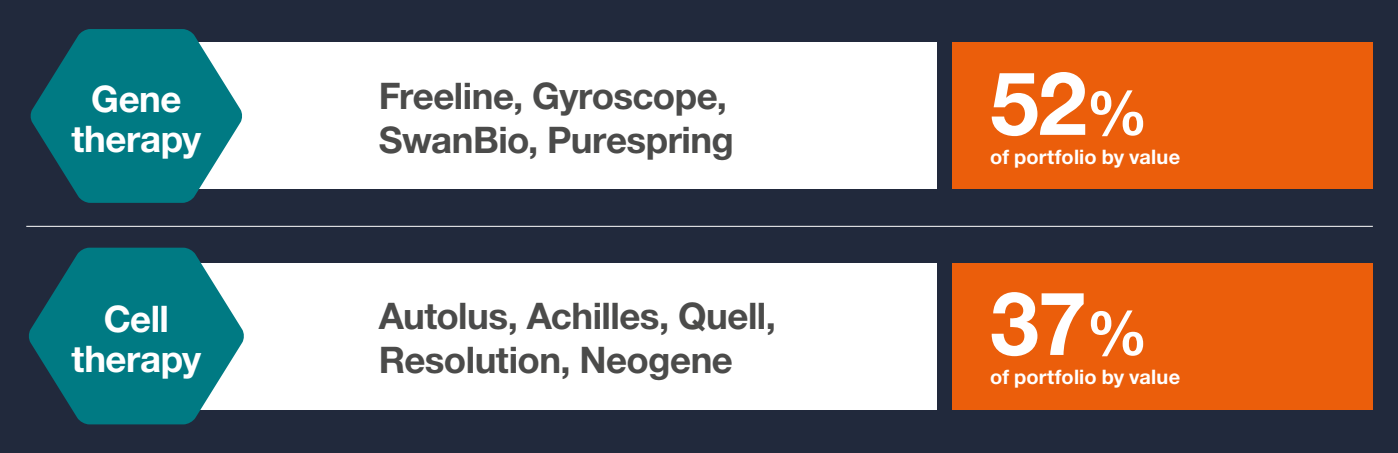 Gene
therapy
Freeline, Gyroscope,
SwanBio, Purespring
52%
of portfolio by value
Cell
therapy
Autolus, Achilles, Quell,
Resolution, Neogene
37%
of portfolio by value